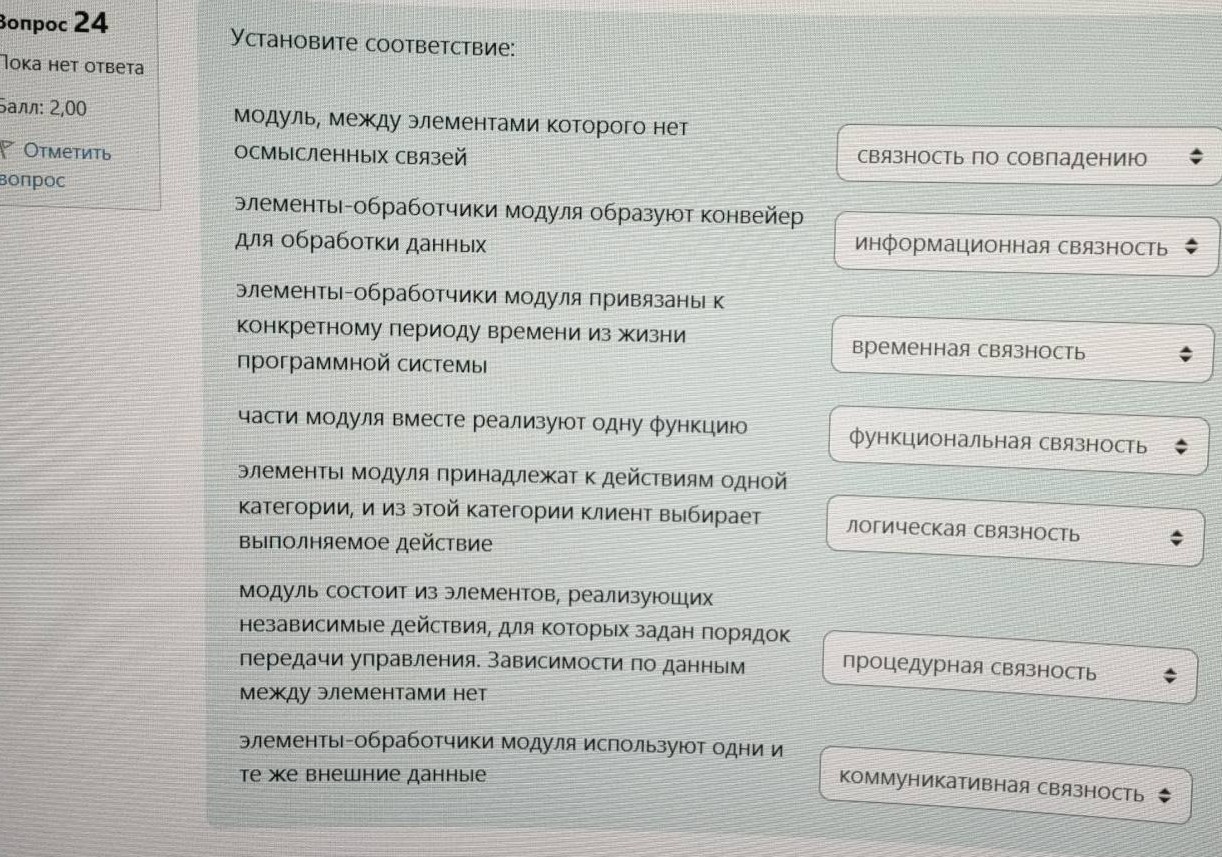 Вопрос 24
Пока нет ответа
Балл: 2,00
Отметить
вопрос
Установите соответствие:
модуль, между элементами которого нет
осмысленных связей
связность по совпадению
элементы-обработчики модуля образуют конвейер
для обработки данных
информационная связность
элементы-обработчики модуля привязаны к
конкретному периоду времени из жизни
программной системы
временная связность
части модуля вместе реализуют одну функцию
функциональная связность
элементы модуля принадлежат к действиям одной
категории, и из этой категории клиент выбирает
выполняемое действие
логическая связность
модуль состоит из элементов, реализующих
независимые действия, для которых задан порядок
передачи управления. Зависимости по данным
между элементами нет
процедурная связность
элементы-обработчики модуля используют одни и
те же внешние данные
коммуникативная связность